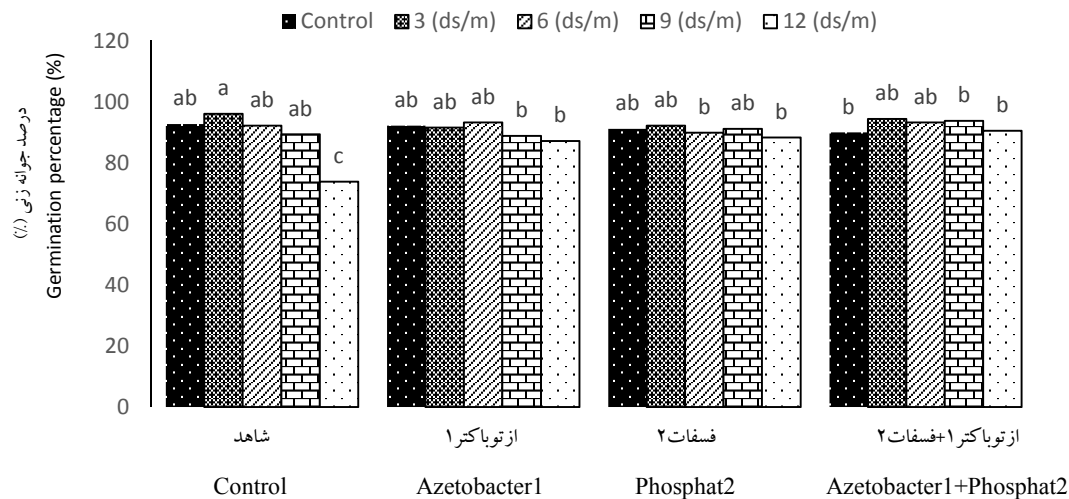 Control 3 (ds/m) 6 (ds/m) 9 (ds/m) 12 (ds/m)
درصد جوانه زنی (٪)
Germination percentage (%)
120
100
80
60
40
20
0
ab a ab ab c
ab ab ab b b
ab ab b ab b
b ab ab b b
شاهد
ازتوباکتر۱
فسفات۲
ازتوباکتر۱+فسفات۲
Control
Azetobacter1
Phosphat2
Azetobacter1+Phosphat2